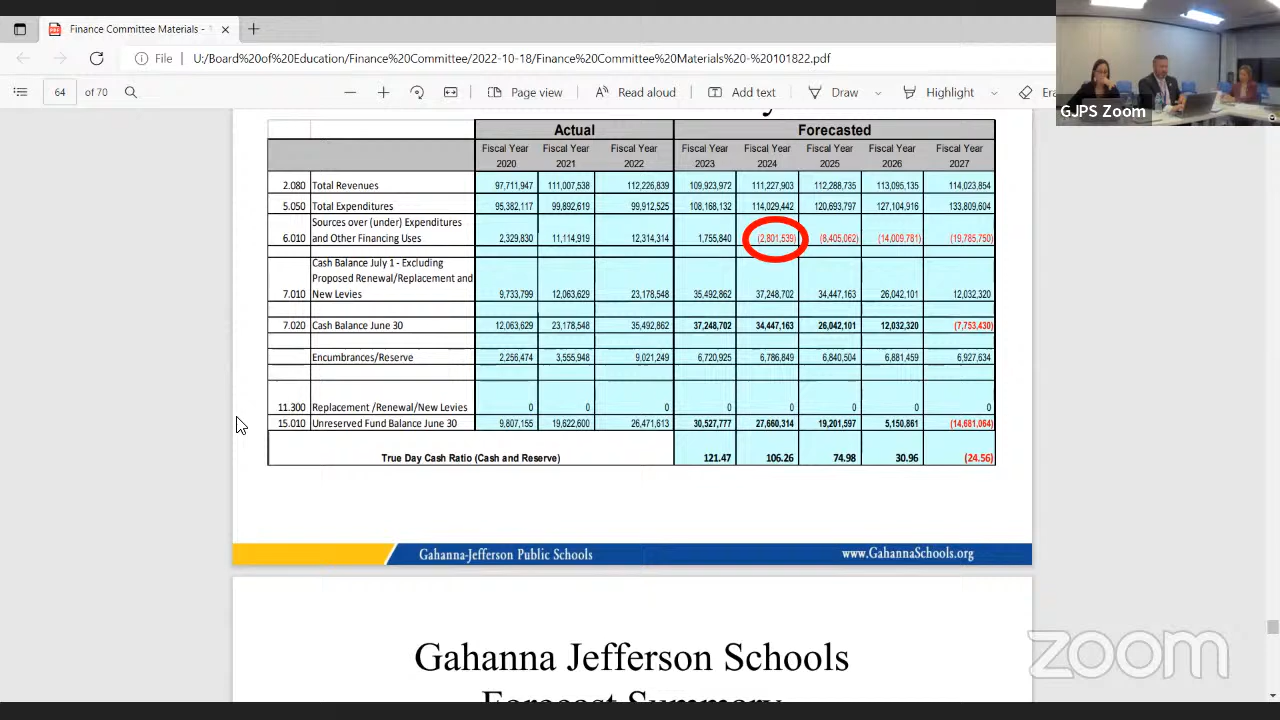 Finance Committee Materials -
File U:/Board%20of%20Education/Finance%20Committee/2022-10-18/Finance%20Committee%20Materials%20-%20101822.pdf
64 of 70 Page view Read aloud Add text Draw Highlight Era
GJPS Zoom
Actual Forecasted
Fiscal Year Fiscal Year Fiscal Year Fiscal Year Fiscal Year Fiscal Year Fiscal Year Fiscal Year
2020 2021 2022 2023 2024 2025 2026 2027
2.080 Total Revenues 97,711,947 111,007,538 112,226,839 109,923,972 111,227,903 112,288,735 113,095,135 114,023,854
5.050 Total Expenditures 95,382,117 99,892,619 99,912,525 108,168,132 114,029,442 120,693,797 127,104,916 133,809,604
Sources over (under) Expenditures
6.010 and Other Financing Uses 2,329,830 11,114,919 12,314,314 1,755,840 (2,801,539) (8,405,062) (14,009,781) (19,785,750)
Cash Balance July 1 - Excluding
Proposed Renewal/Replacement and
7.010 New Levies 9,733,799 12,063,629 23,178,548 35,492,862 37,248,702 34,447,163 26,042,101 12,032,320
7.020 Cash Balance June 30 12,063,629 23,178,548 35,492,862 37,248,702 34,447,163 26,042,101 12,032,320 (7,753,430)
Encumbrances/Reserve 2,256,474 3,555,948 9,021,249 6,720,925 6,786,849 6,840,504 6,881,459 6,927,634
11.300 Replacement /Renewal/New Levies 0 0 0 0 0 0 0 0
15.010 Unreserved Fund Balance June 30 9,807,155 19,622,600 26,471,613 30,527,777 27,660,314 19,201,597 5,150,861 (14,681,064)
True Day Cash Ratio (Cash and Reserve) 121.47 106.26 74.98 30.96 (24.56)
Gahanna-Jefferson Public Schools www.GahannaSchools.org
Gahanna Jefferson Schools
Forecast Summary
zoom